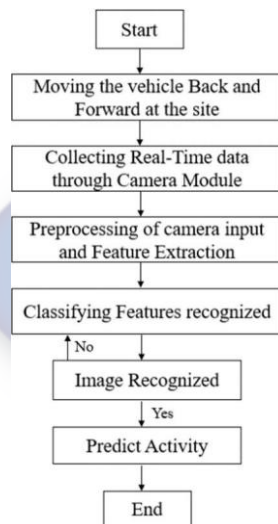 Start
Moving the vehicle Back and
Forward at the site
Collecting Real-Time data
through Camera Module
Preprocessing of camera input
and Feature Extraction
Classifying Features recognized
No
Image Recognized
Yes
Predict Activity
End